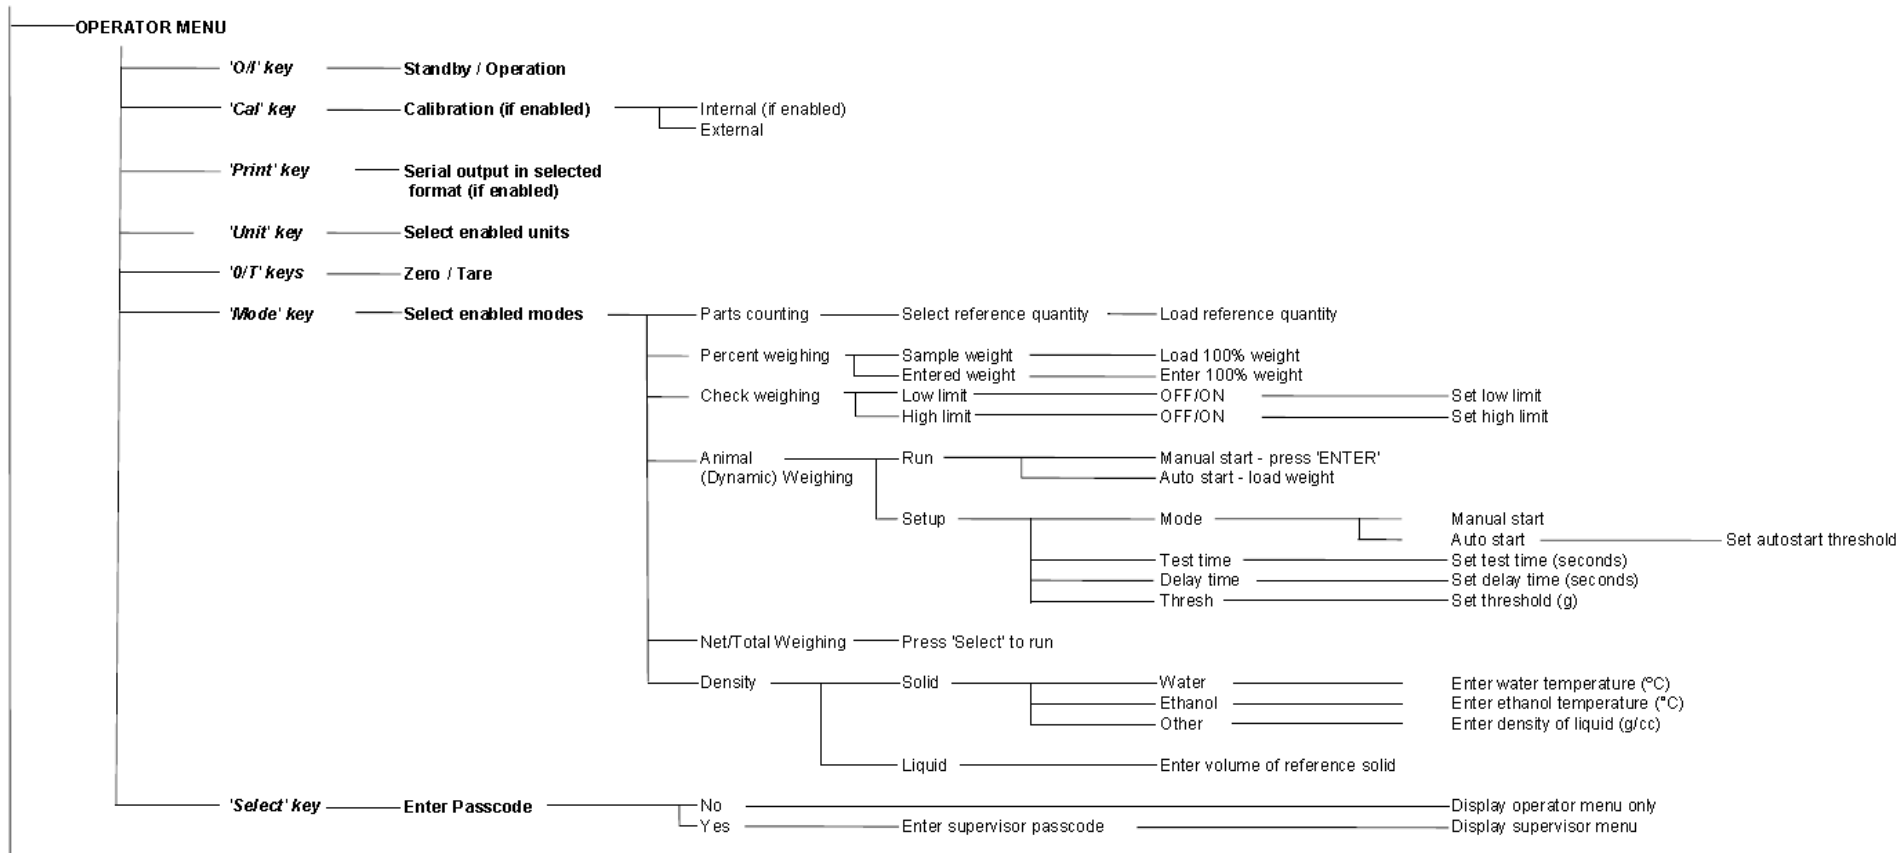 OPERATOR MENU
'O/I' key Standby / Operation
'Cal' key Calibration (if enabled) Internal (if enabled)
External
'Print' key Serial output in selected
format (if enabled)
'Unit' key Select enabled units
'0/T' keys Zero / Tare
'Mode' key Select enabled modes Parts counting Select reference quantity Load reference quantity
Percent weighing Sample weight Load 100% weight
Entered weight Enter 100% weight
Check weighing Low limit OFF/ON Set low limit
High limit OFF/ON Set high limit
Animal Run Manual start - press 'ENTER'
(Dynamic) Weighing Auto start - load weight
Setup Mode Manual start
Auto start Set autostart threshold
Test time Set test time (seconds)
Delay time Set delay time (seconds)
Thresh Set threshold (g)
Net/Total Weighing Press 'Select' to run
Density Solid Water Enter water temperature (ºC)
Ethanol Enter ethanol temperature (°C)
Other Enter density of liquid (g/cc)
Liquid Enter volume of reference solid
'Select' key Enter Passcode No Display operator menu only
Yes Enter supervisor passcode Display supervisor menu